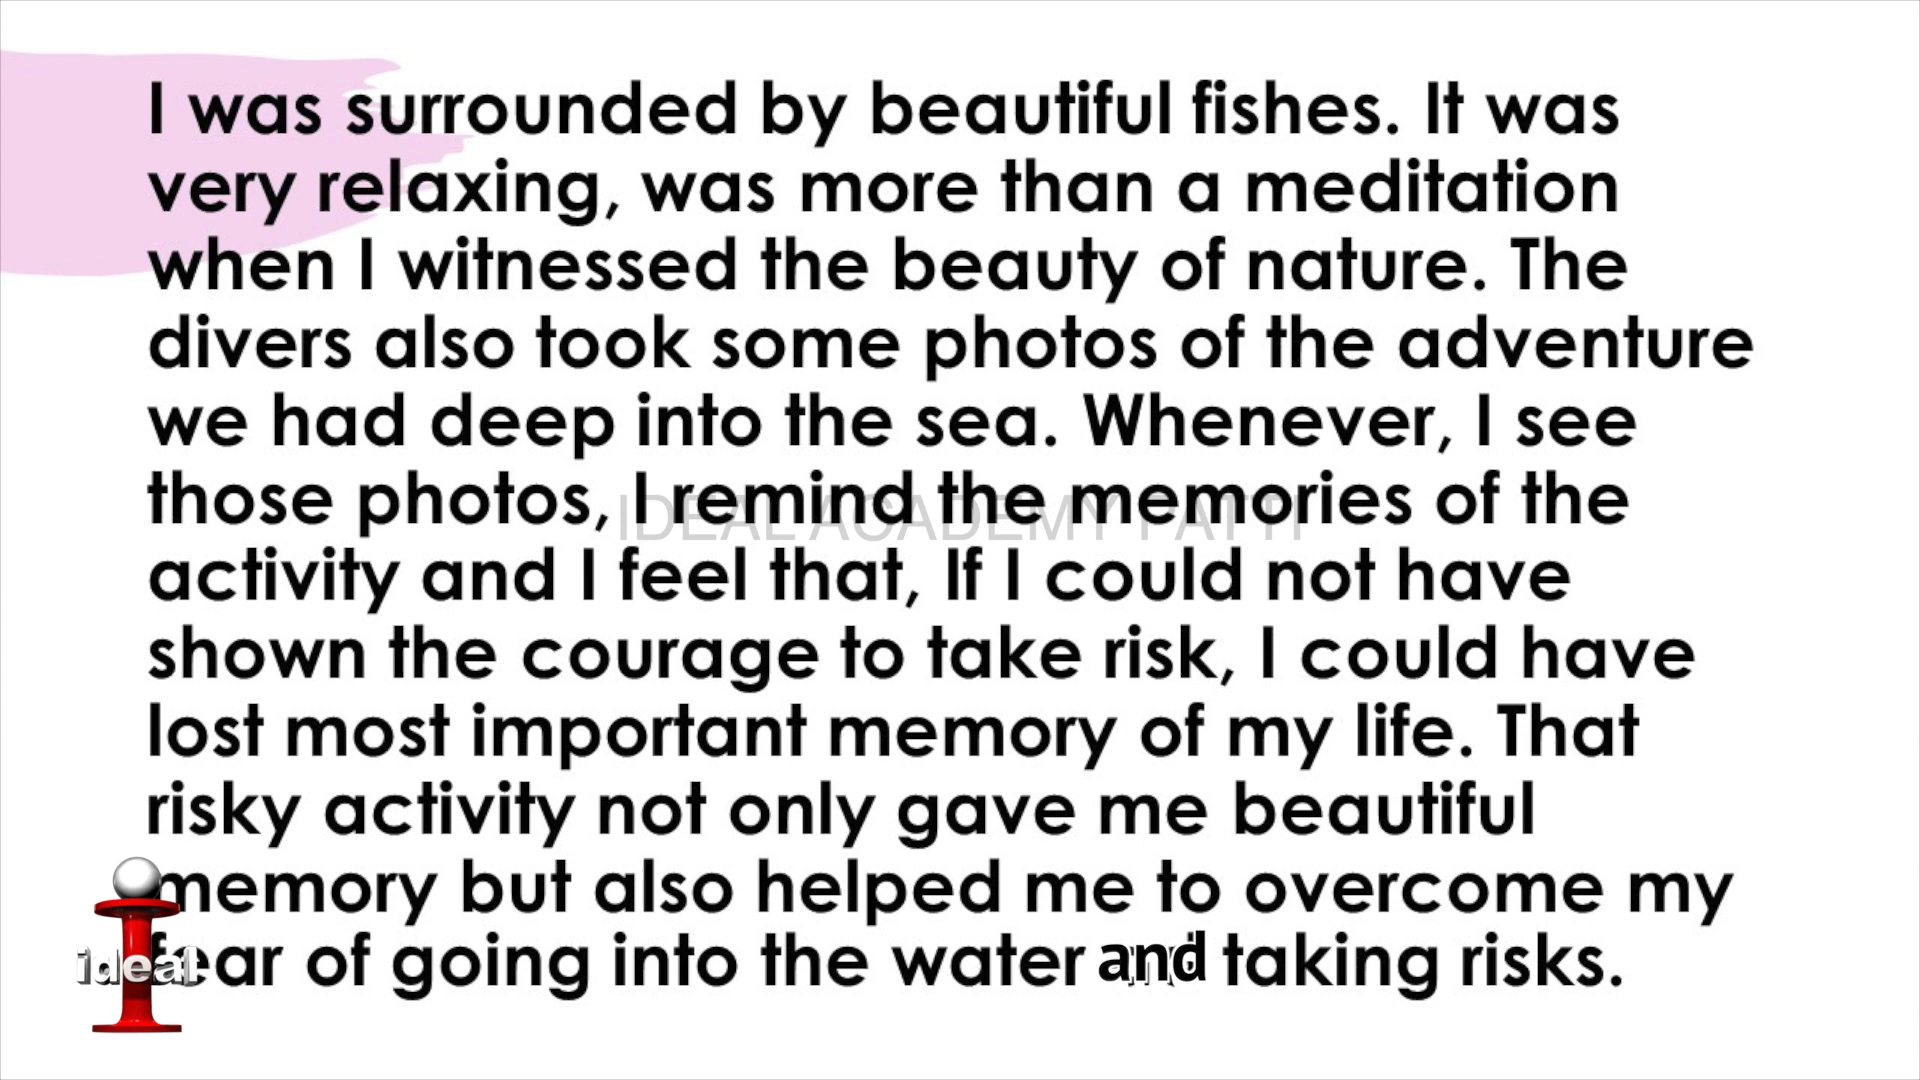 I was surrounded by beautiful fishes. It was
very relaxing, was more than a meditation
when I witnessed the beauty of nature. The
divers also took some photos of the adventure
we had deep into the sea. Whenever, I see
those photos, I remind the memories of the
IDEAL ACADEMY PATTI
activity and I feel that, If I could not have
shown the courage to take risk, I could have
lost most important memory of my life. That
risky activity not only gave me beautiful
memory but also helped me to overcome my
fear of going into the water and taking risks.
ideal